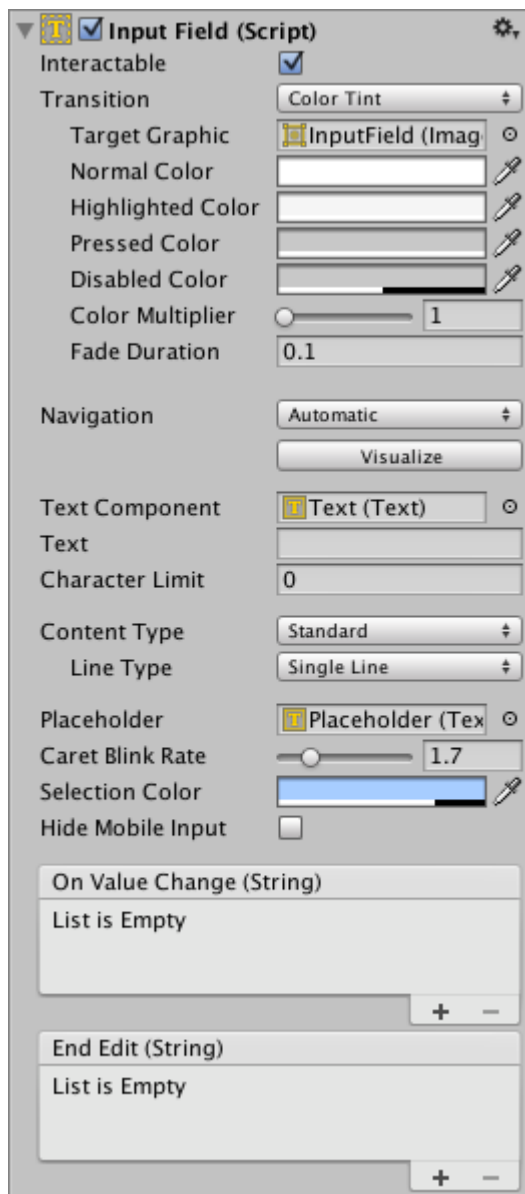 Input Field (Script)
Interactable
Transition Color Tint
Target Graphic InputField (Imag
Normal Color
Highlighted Color
Pressed Color
Disabled Color
Color Multiplier 1
Fade Duration 0.1
Navigation Automatic
Visualize
Text Component Text (Text)
Text
Character Limit 0
Content Type Standard
Line Type Single Line
Placeholder Placeholder (Tex
Caret Blink Rate 1.7
Selection Color
Hide Mobile Input
On Value Change (String)
List is Empty
+ −
End Edit (String)
List is Empty
+ −